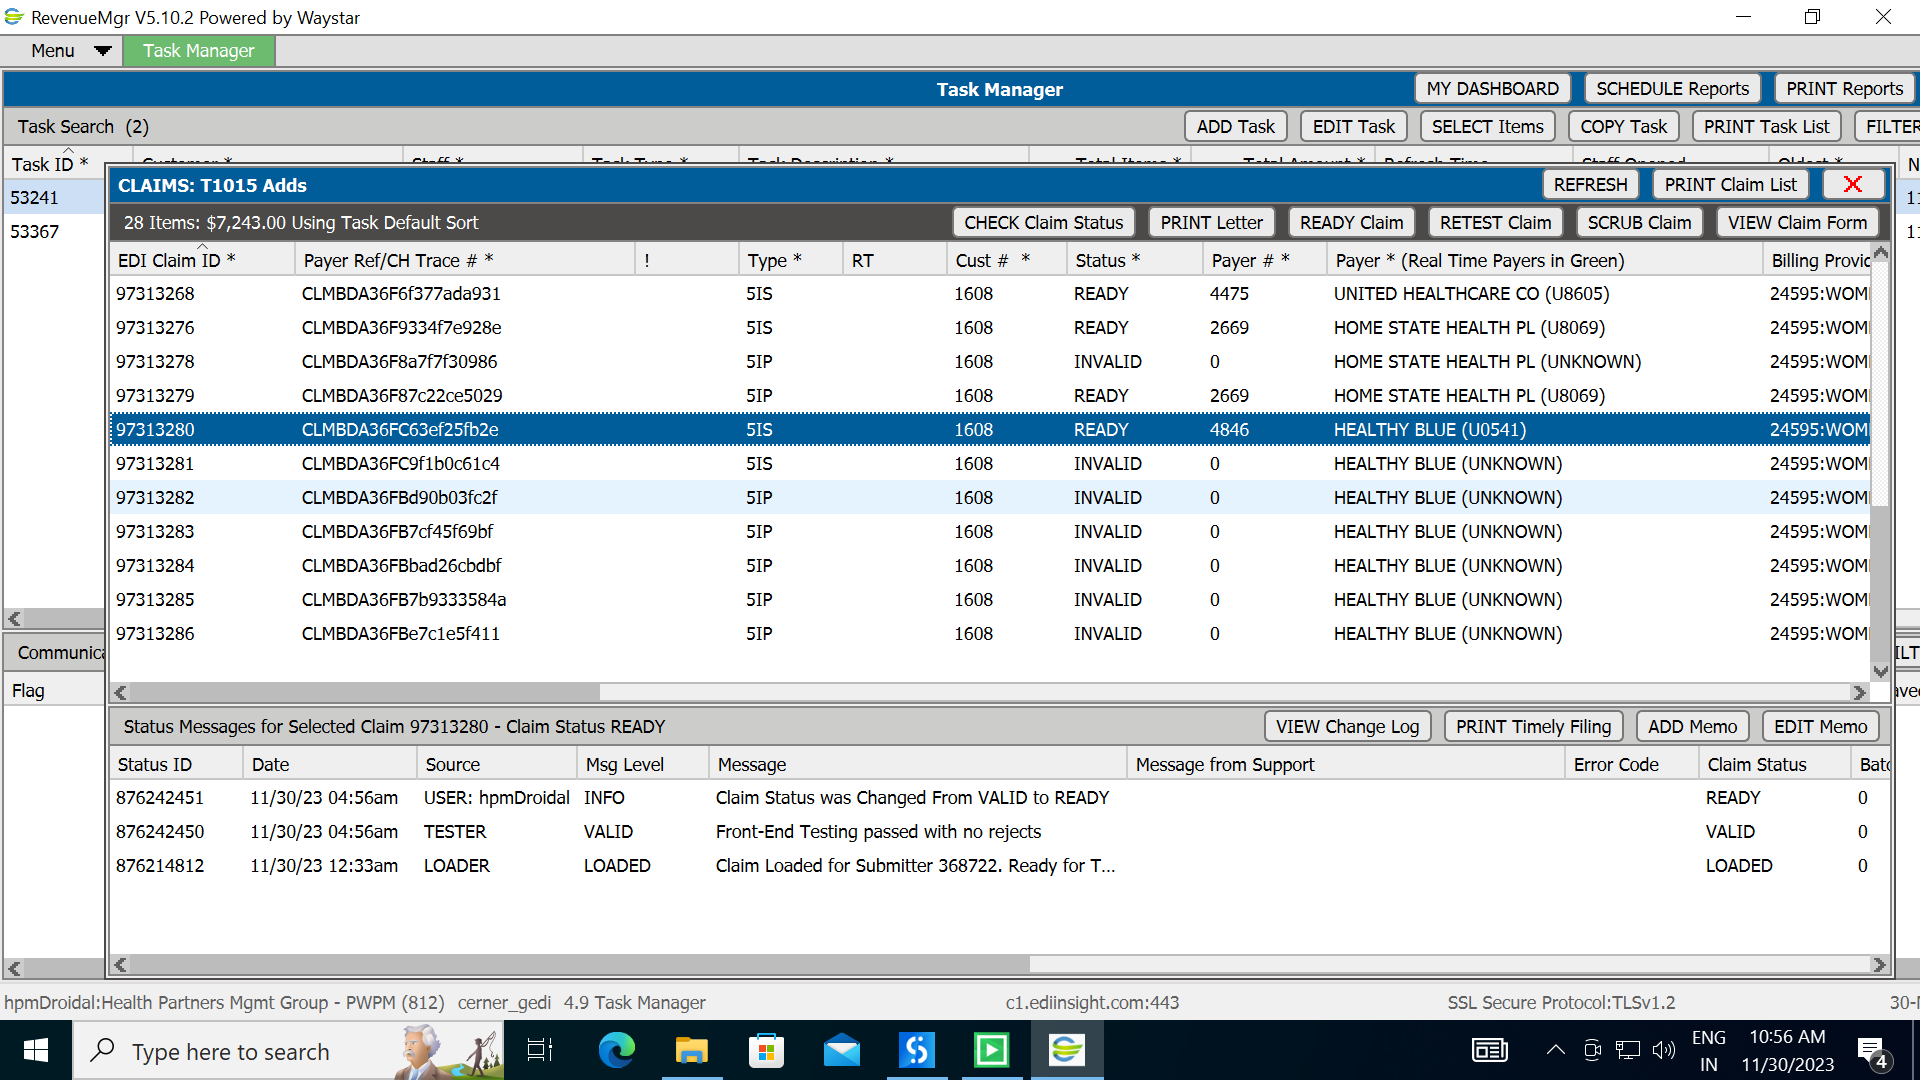 RevenueMgr V5.10.2 Powered by Waystar
Menu Task Manager
Task Manager MY DASHBOARD SCHEDULE Reports PRINT Reports
Task Search (2) ADD Task EDIT Task SELECT Items COPY Task PRINT Task List FILTER
Task ID * Customer * Staff * Task Type * Task Description * Total Items * Total Amount * Refresh Time Staff Opened Oldest * N
53241
53367
CLAIMS: T1015 Adds REFRESH PRINT Claim List X
28 Items: $7,243.00 Using Task Default Sort CHECK Claim Status PRINT Letter READY Claim RETEST Claim SCRUB Claim VIEW Claim Form
EDI Claim ID * Payer Ref/CH Trace # * ! Type * RT Cust # * Status * Payer # * Payer * (Real Time Payers in Green) Billing Provid
97313268 CLMBDA36F6f377ada931 5IS 1608 READY 4475 UNITED HEALTHCARE CO (U8605) 24595:WOM
97313276 CLMBDA36F9334f7e928e 5IS 1608 READY 2669 HOME STATE HEALTH PL (U8069) 24595:WOM
97313278 CLMBDA36F8a7f7f30986 5IP 1608 INVALID 0 HOME STATE HEALTH PL (UNKNOWN) 24595:WOM
97313279 CLMBDA36F87c22ce5029 5IP 1608 READY 2669 HOME STATE HEALTH PL (U8069) 24595:WOM
97313280 CLMBDA36FC63ef25fb2e 5IS 1608 READY 4846 HEALTHY BLUE (U0541) 24595:WOM
97313281 CLMBDA36FC9f1b0c61c4 5IS 1608 INVALID 0 HEALTHY BLUE (UNKNOWN) 24595:WOM
97313282 CLMBDA36FBd90b03fc2f 5IP 1608 INVALID 0 HEALTHY BLUE (UNKNOWN) 24595:WOM
97313283 CLMBDA36FB7cf45f69bf 5IP 1608 INVALID 0 HEALTHY BLUE (UNKNOWN) 24595:WOM
97313284 CLMBDA36FBbad26cbdbf 5IP 1608 INVALID 0 HEALTHY BLUE (UNKNOWN) 24595:WOM
97313285 CLMBDA36FB7b9333584a 5IP 1608 INVALID 0 HEALTHY BLUE (UNKNOWN) 24595:WOM
97313286 CLMBDA36FBe7c1e5f411 5IP 1608 INVALID 0 HEALTHY BLUE (UNKNOWN) 24595:WOM
Communica
Flag
Status Messages for Selected Claim 97313280 - Claim Status READY VIEW Change Log PRINT Timely Filing ADD Memo EDIT Memo
Status ID Date Source Msg Level Message Message from Support Error Code Claim Status Batc
876242451 11/30/23 04:56am USER: hpmDroidal INFO Claim Status was Changed From VALID to READY READY 0
876242450 11/30/23 04:56am TESTER VALID Front-End Testing passed with no rejects VALID 0
876214812 11/30/23 12:33am LOADER LOADED Claim Loaded for Submitter 368722. Ready for T... LOADED 0
hpmDroidal:Health Partners Mgmt Group - PWPM (812) cerner_gedi 4.9 Task Manager c1.ediinsight.com:443 SSL Secure Protocol:TLSv1.2 30-
Type here to search
ENG
IN
10:56 AM
11/30/2023
4